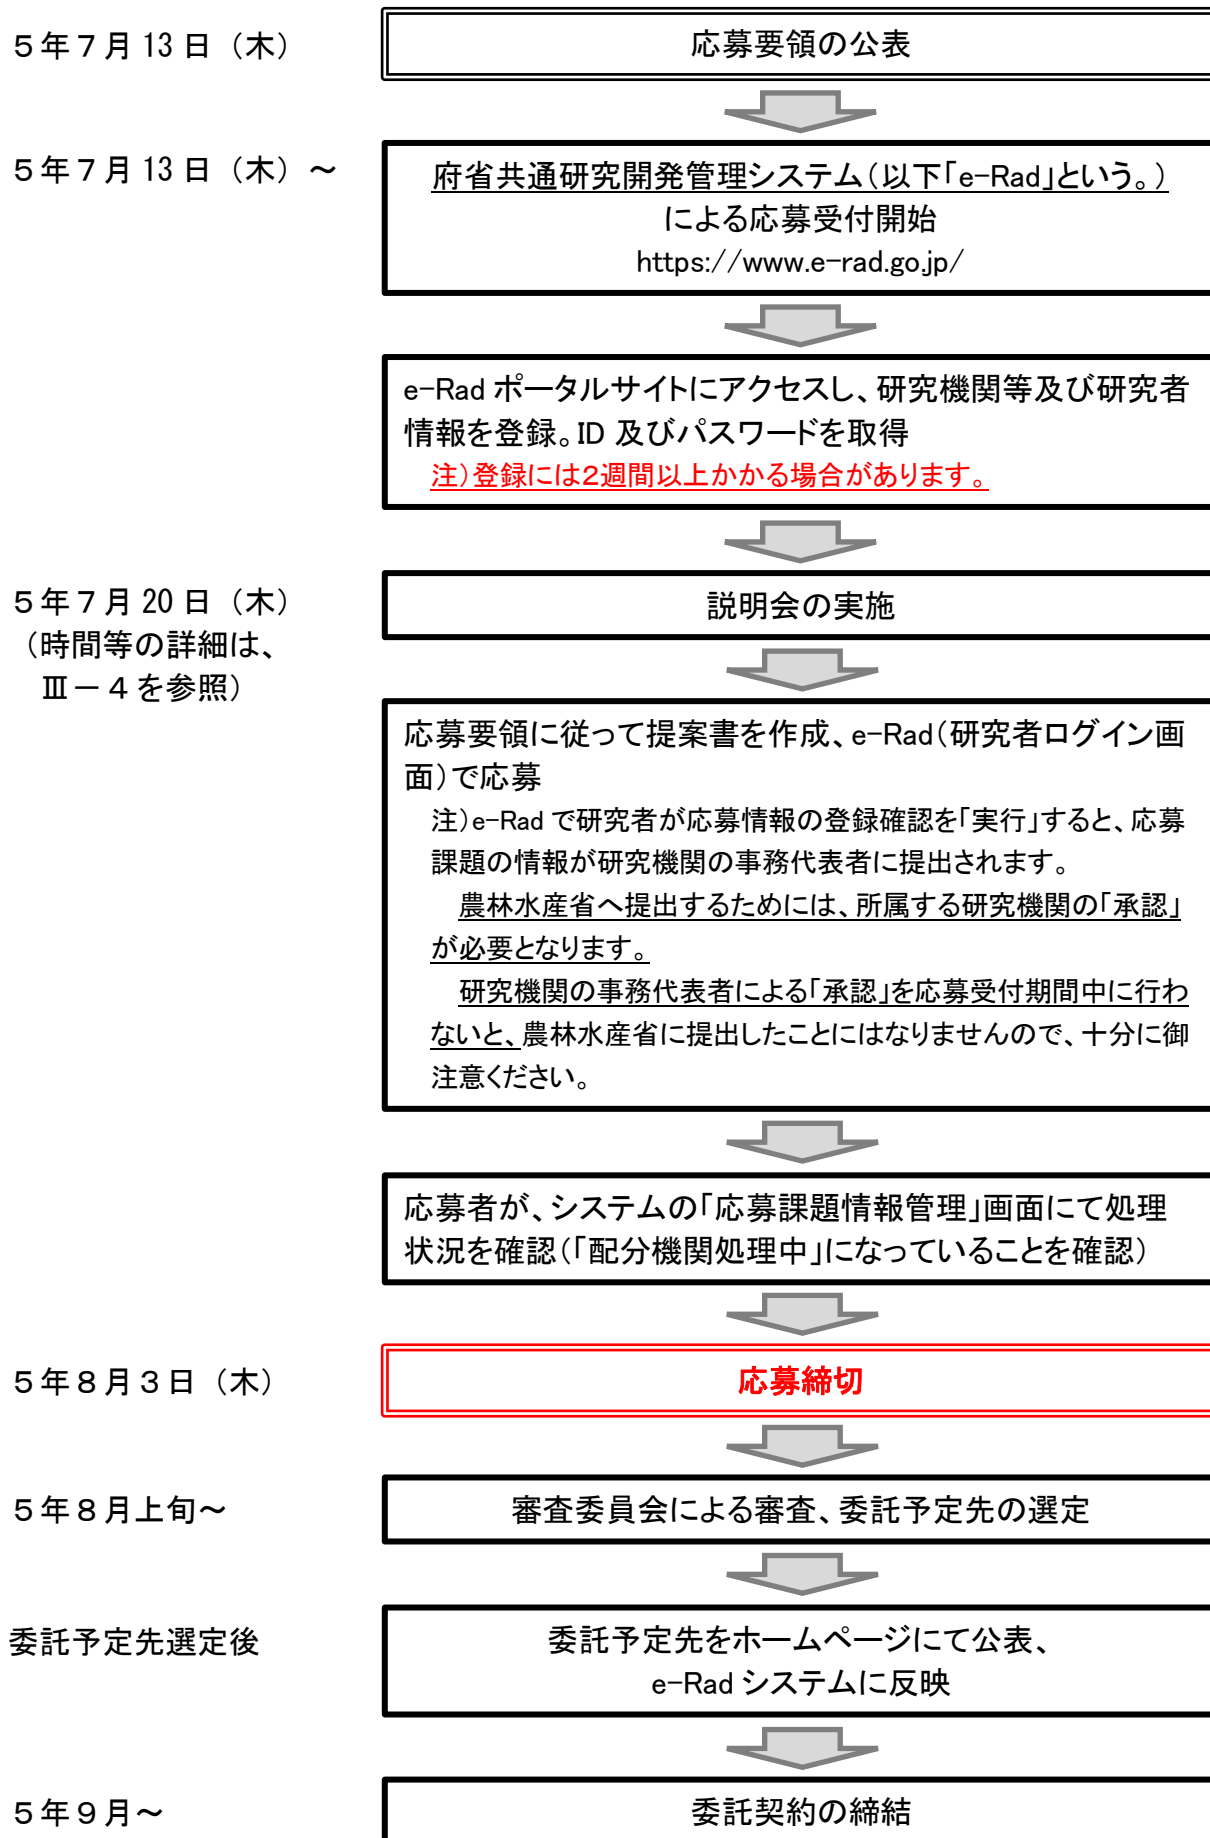 ５年７月 13 日（木）
応募要領の公表
５年７月 13 日（木）～
府省共通研究開発管理システム（以下「e-Rad」という。）
による応募受付開始
https://www.e-rad.go.jp/
e-Rad ポータルサイトにアクセスし、研究機関等及び研究者
情報を登録。ID 及びパスワードを取得
注）登録には２週間以上かかる場合があります。
５年７月 20 日（木）
（時間等の詳細は、
Ⅲ－４を参照）
説明会の実施
応募要領に従って提案書を作成、e-Rad（研究者ログイン画
面）で応募
注）e-Rad で研究者が応募情報の登録確認を「実行」すると、応募
課題の情報が研究機関の事務代表者に提出されます。
農林水産省へ提出するためには、所属する研究機関の「承認」
が必要となります。
研究機関の事務代表者による「承認」を応募受付期間中に行わ
ないと、農林水産省に提出したことにはなりませんので、十分に御
注意ください。
応募者が、システムの「応募課題情報管理」画面にて処理
状況を確認（「配分機関処理中」になっていることを確認）
５年８月３日（木）
応募締切
５年８月上旬～
審査委員会による審査、委託予定先の選定
委託予定先選定後
委託予定先をホームページにて公表、
e-Rad システムに反映
５年９月～
委託契約の締結